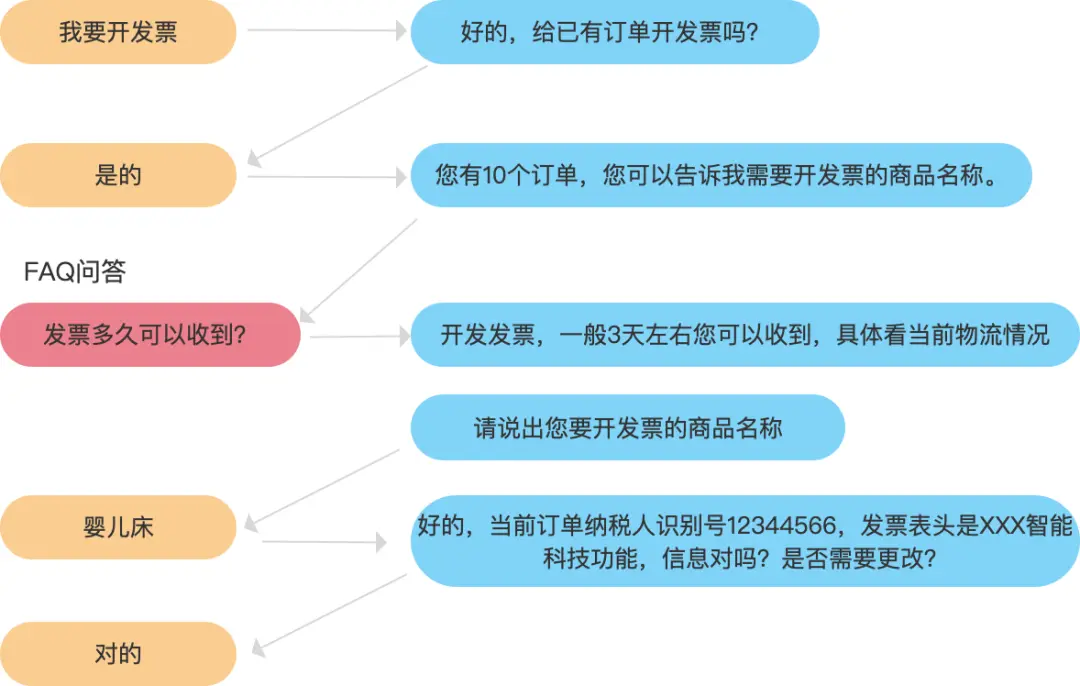 我要开发票
好的，给已有订单开发票吗？
是的
您有10个订单，您可以告诉我需要开发票的商品名称。
FAQ问答
发票多久可以收到？
开发发票，一般3天左右您可以收到，具体看当前物流情况
请说出您要开发票的商品名称
婴儿床
好的，当前订单纳税人识别号12344566，发票表头是XXX智能
科技功能，信息对吗？是否需要更改？
对的